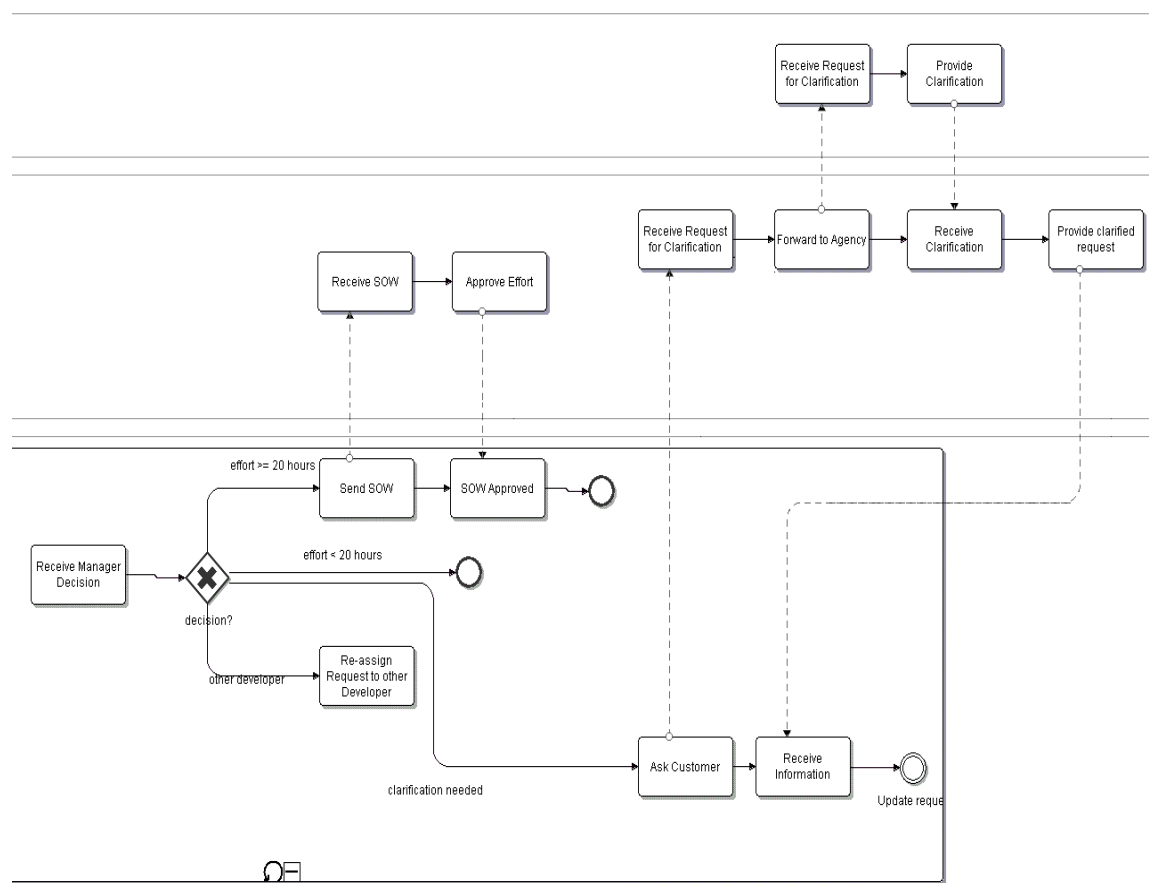 Receive Request
for Clarification
Provide
Clarification
Receive Request
for Clarification
Forward to Agency
Receive
Clarification
Provide clarified
request
Receive SOW
Approve Effort
effort >= 20 hours
Send SOW
SOW Approved
Receive Manager
Decision
effort < 20 hours
decision?
other developer
Re-assign
Request to other
Developer
Ask Customer
Receive
Information
clarification needed
Update reque